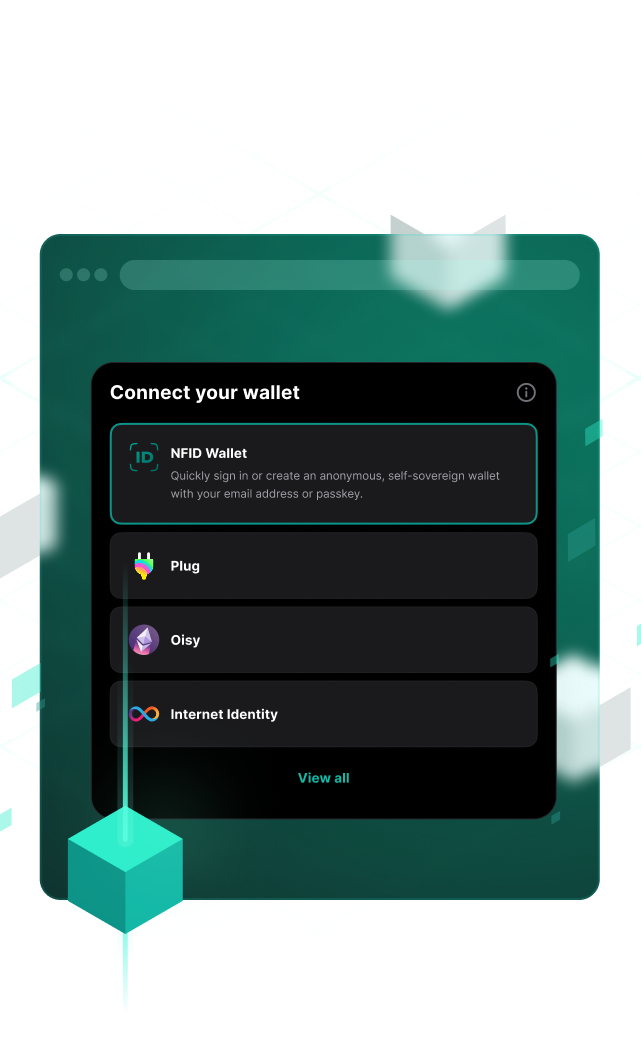 Connect your wallet
ID
NFID Wallet
Quickly sign in or create an anonymous, self-sovereign wallet
with your email address or passkey.
Plug
Oisy
Internet Identity
View all